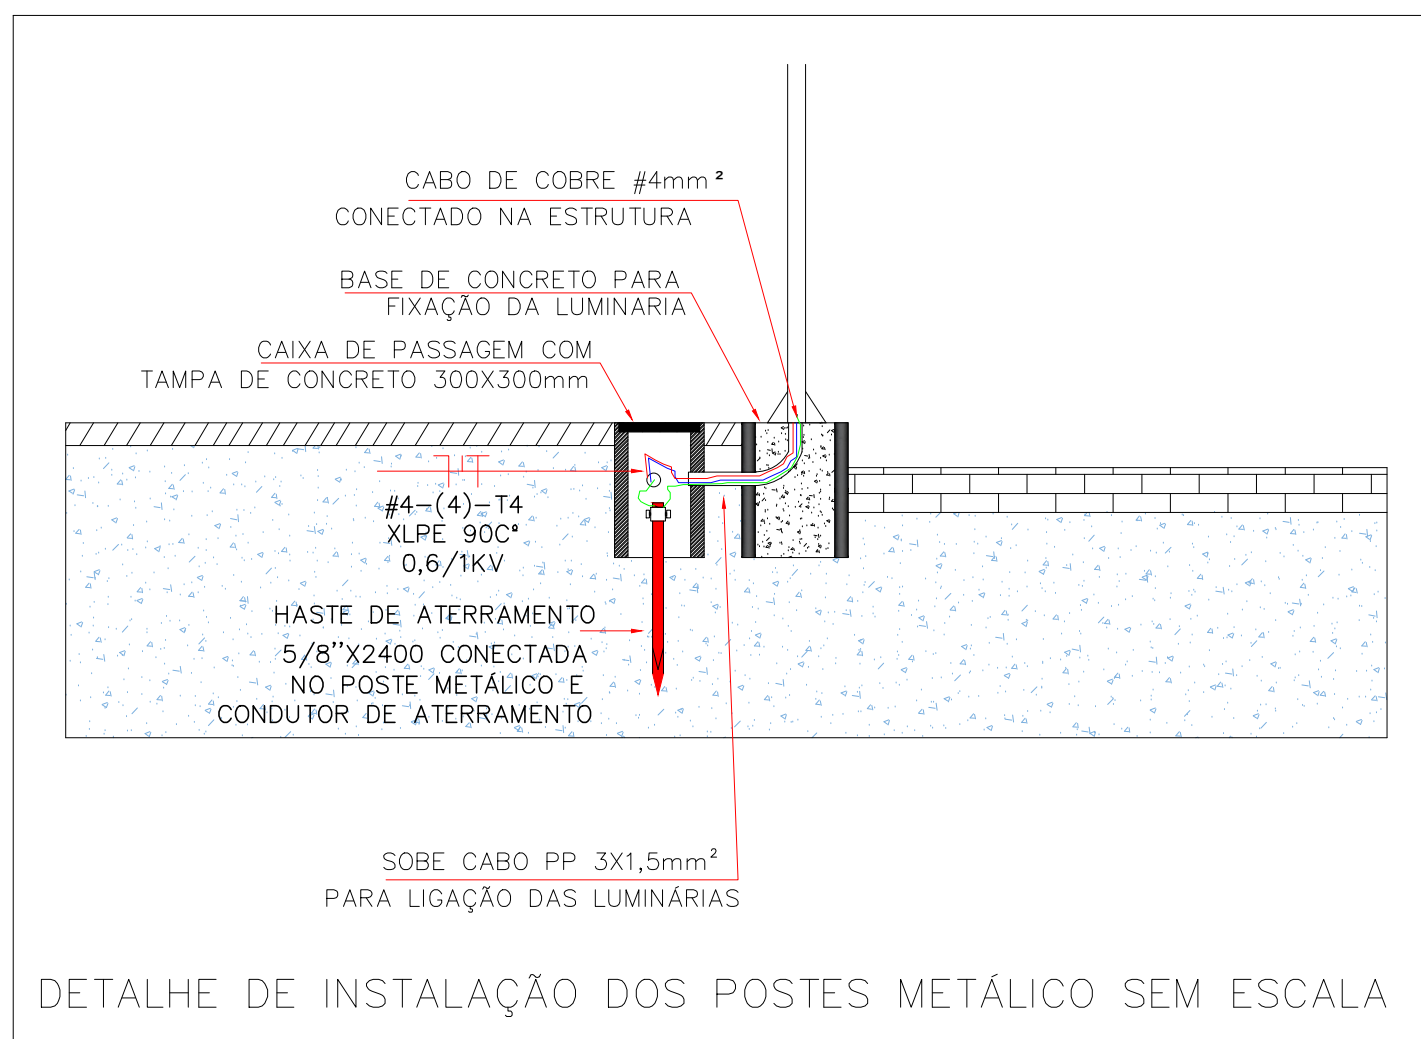 CABO DE COBRE #4mm²
CONECTADO NA ESTRUTURA
BASE DE CONCRETO PARA
FIXAÇÃO DA LUMINARIA
CAIXA DE PASSAGEM COM
TAMPA DE CONCRETO 300X300mm
#4-(4)-T4
XLPE 90Cº
0,6/1KV
HASTE DE ATERRAMENTO
5/8''X2400 CONECTADA
NO POSTE METÁLICO E
CONDUTOR DE ATERRAMENTO
SOBE CABO PP 3X1,5mm²
PARA LIGAÇÃO DAS LUMINÁRIAS
DETALHE DE INSTALAÇÃO DOS POSTES METÁLICO SEM ESCALA